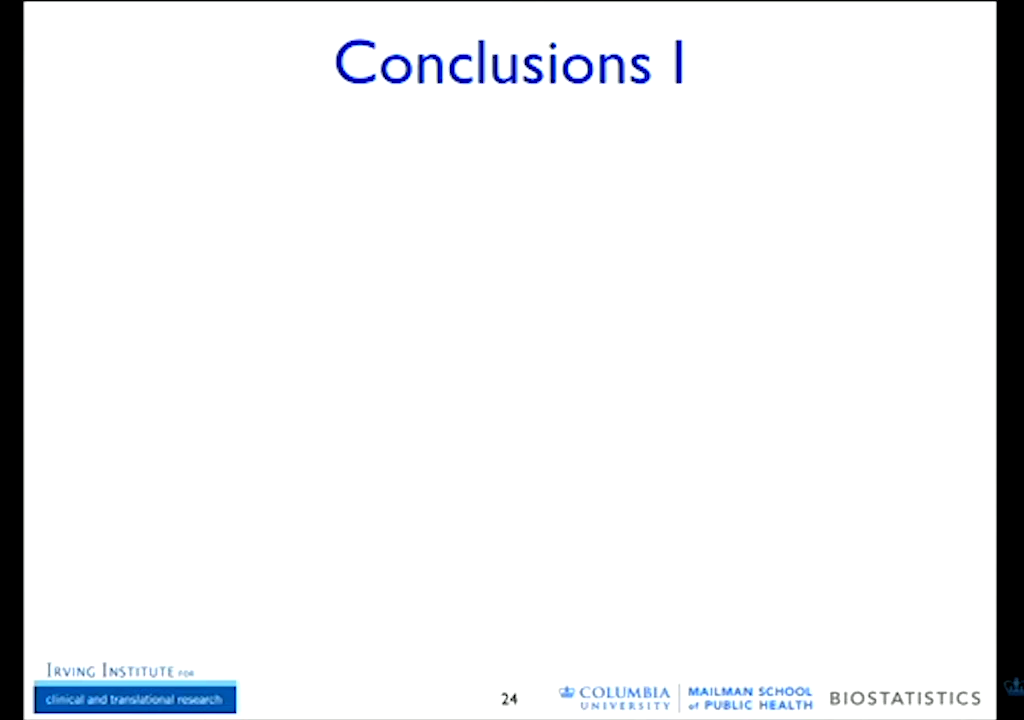 Conclusions I
IRVING INSTITUTE FOR
clinical and translational research
24
COLUMBIA
UNIVERSITY
MAILMAN SCHOOL
of PUBLIC HEALTH
BIOSTATISTICS